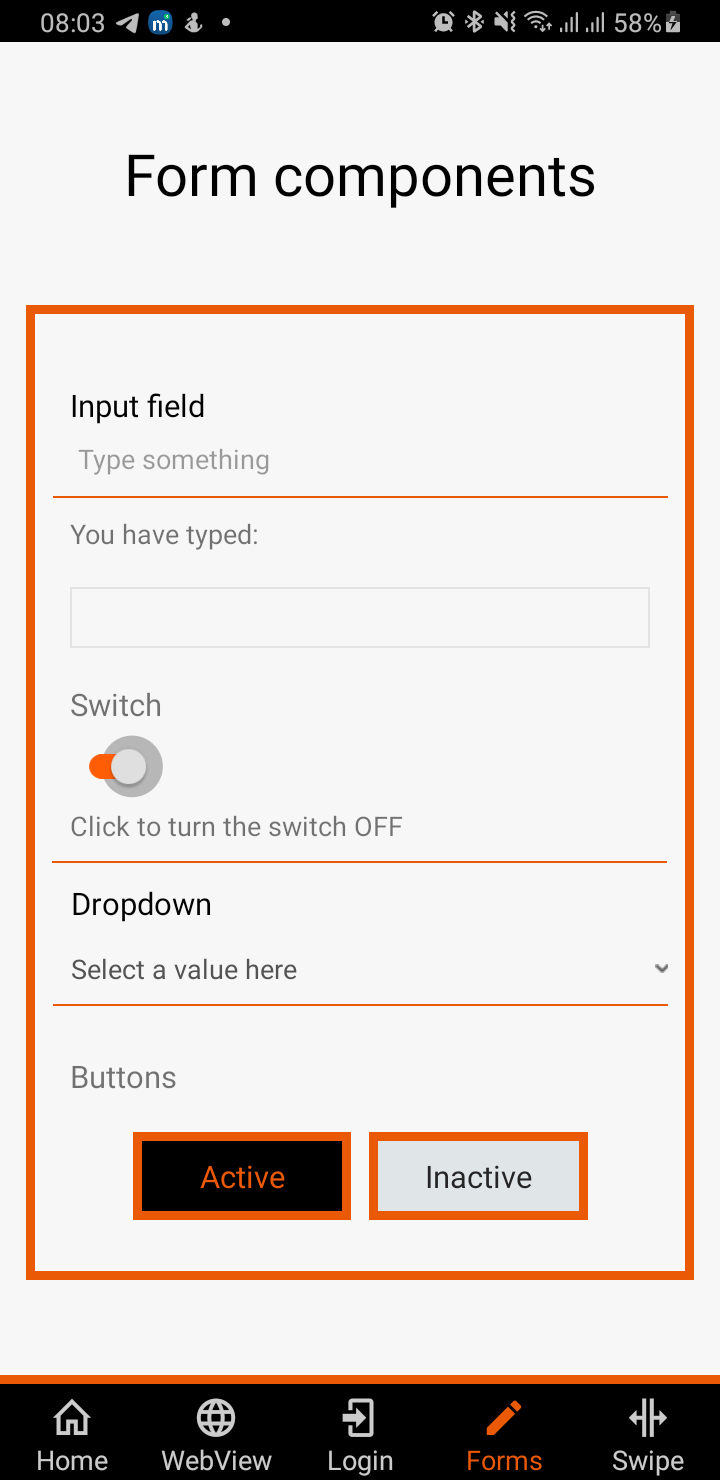 08:03 58%
Form components
Input field
Type something
You have typed:
Switch
Click to turn the switch OFF
Dropdown
Select a value here
Buttons
Active Inactive
Home WebView Login Forms Swipe